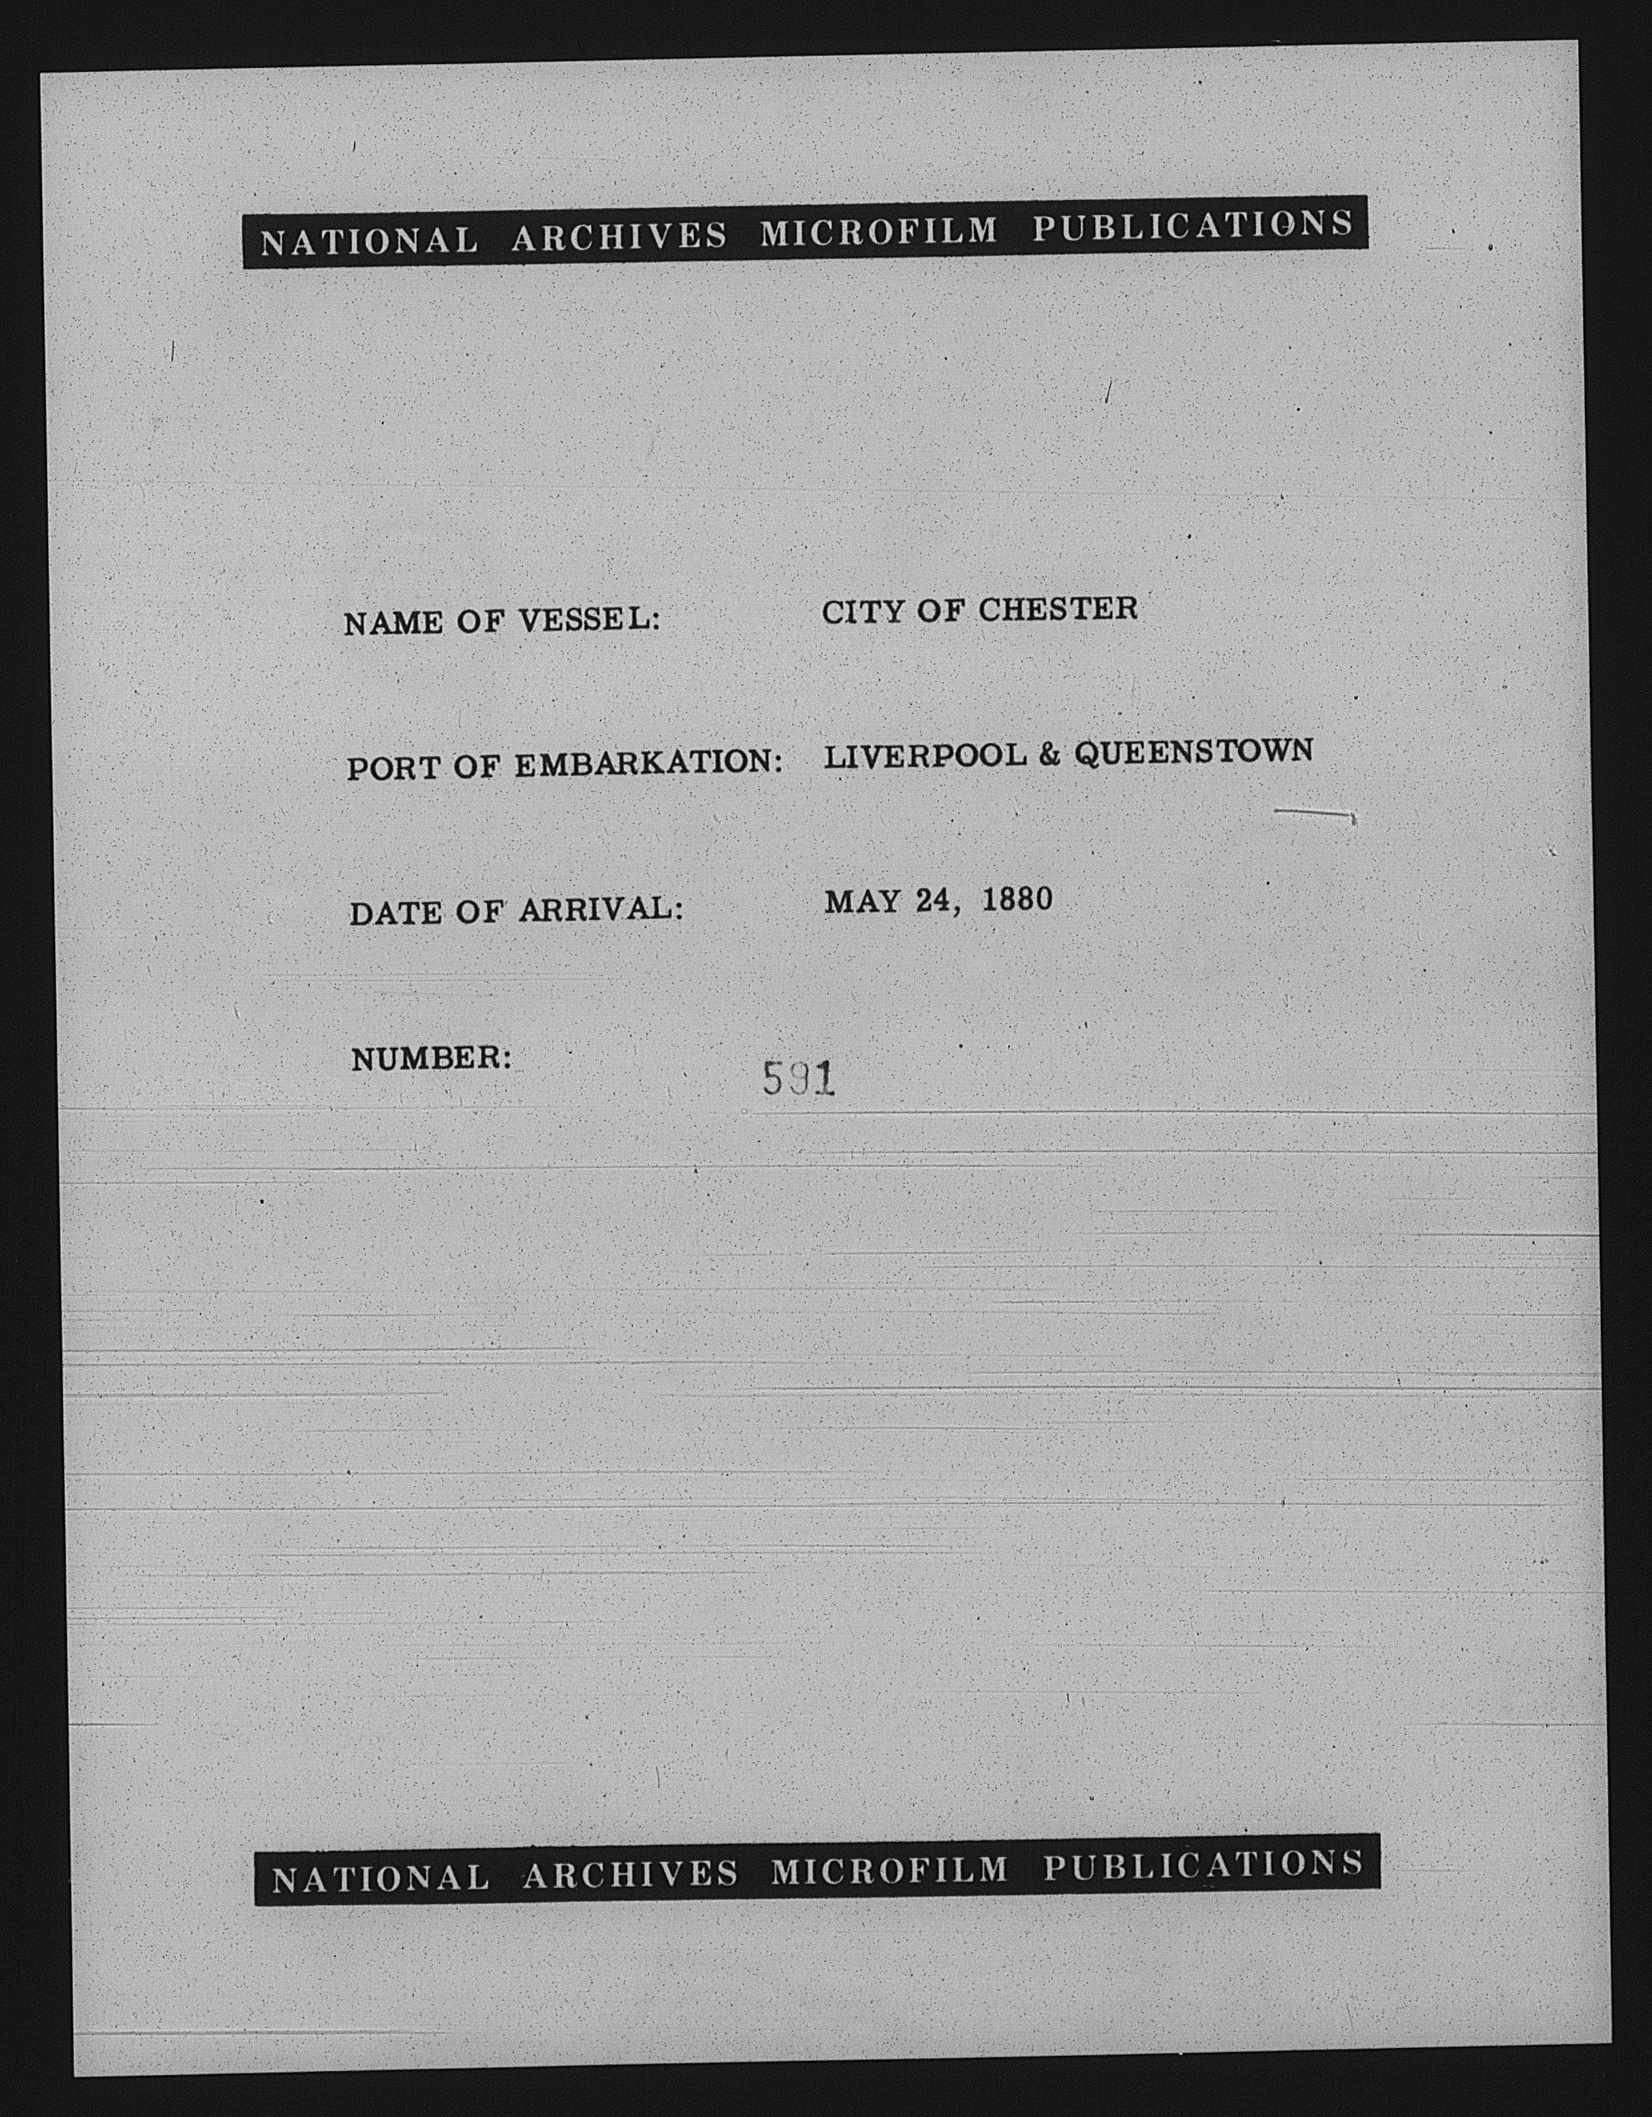 NATIONAL ARCHIVES MICROFILM PUBLICATIONS
NAME OF VESSEL: CITY OF CHESTER
PORT OF EMBARKATION: LIVERPOOL & QUEENSTOWN
DATE OF ARRIVAL: MAY 24, 1880
NUMBER: 591
NATIONAL ARCHIVES MICROFILM PUBLICATIONS